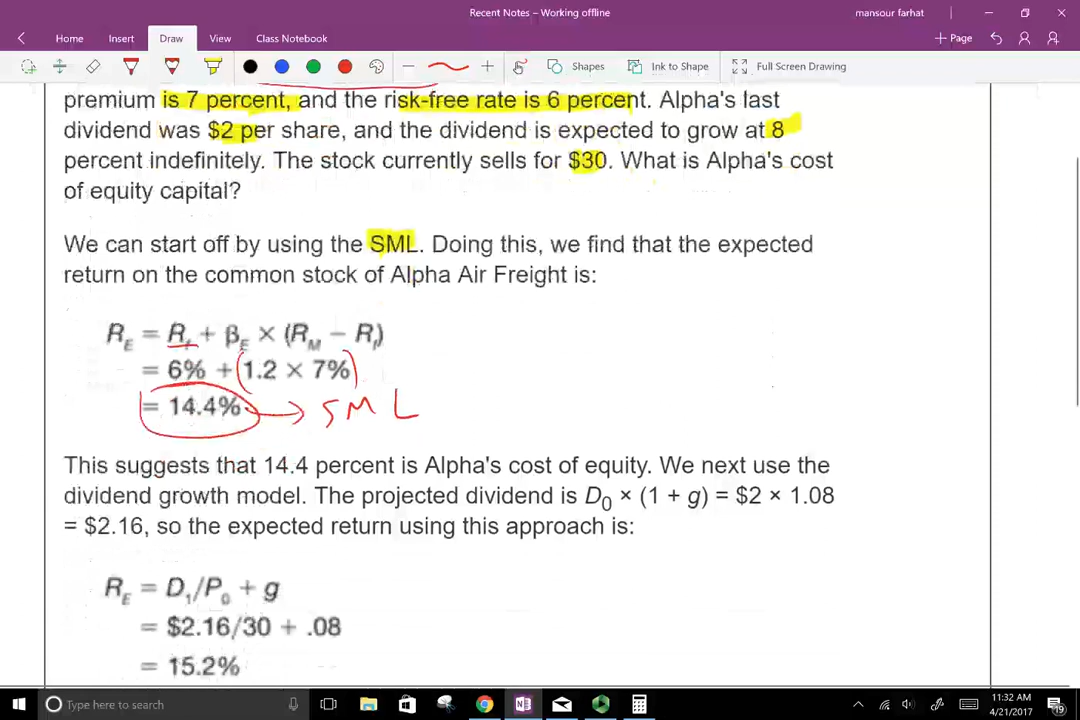 Recent Notes - Working offline
mansour farhat
Home Insert Draw View Class Notebook
Page
Shapes Ink to Shape Full Screen Drawing
premium is 7 percent, and the risk-free rate is 6 percent. Alpha's last
dividend was $2 per share, and the dividend is expected to grow at 8
percent indefinitely. The stock currently sells for $30. What is Alpha's cost
of equity capital?
We can start off by using the SML. Doing this, we find that the expected
return on the common stock of Alpha Air Freight is:
R_E = R_f + β_E × (R_M − R_f)
= 6% + (1.2 × 7%)
= 14.4% → SML
This suggests that 14.4 percent is Alpha's cost of equity. We next use the
dividend growth model. The projected dividend is D₀ × (1 + g) = $2 × 1.08
= $2.16, so the expected return using this approach is:
R_E = D₁/P₀ + g
= $2.16/30 + .08
= 15.2%
Type here to search
11:32 AM
4/21/2017
19